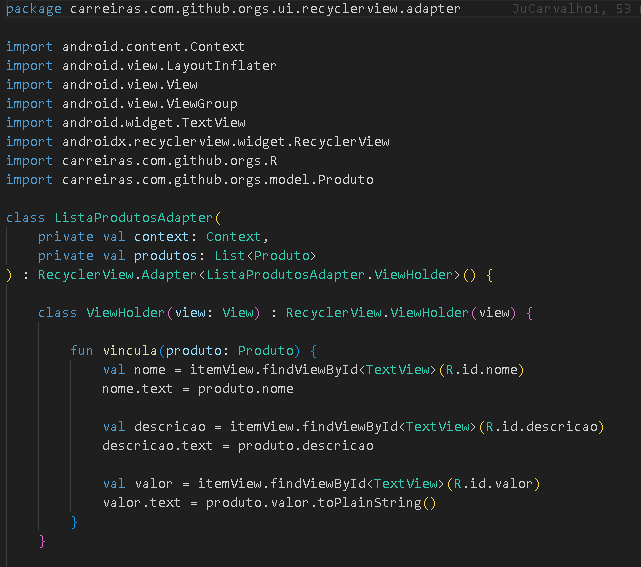 package carreiras.com.github.orgs.ui.recyclerview.adapter JuCarvalho1, 53
import android.content.Context
import android.view.LayoutInflater
import android.view.View
import android.view.ViewGroup
import android.widget.TextView
import androidx.recyclerview.widget.RecyclerView
import carreiras.com.github.orgs.R
import carreiras.com.github.orgs.model.Produto
class ListaProdutosAdapter(
    private val context: Context,
    private val produtos: List<Produto>
) : RecyclerView.Adapter<ListaProdutosAdapter.ViewHolder>() {
    class ViewHolder(view: View) : RecyclerView.ViewHolder(view) {
        fun vincula(produto: Produto) {
            val nome = itemView.findViewById<TextView>(R.id.nome)
            nome.text = produto.nome
            val descricao = itemView.findViewById<TextView>(R.id.descricao)
            descricao.text = produto.descricao
            val valor = itemView.findViewById<TextView>(R.id.valor)
            valor.text = produto.valor.toPlainString()
        }
    }